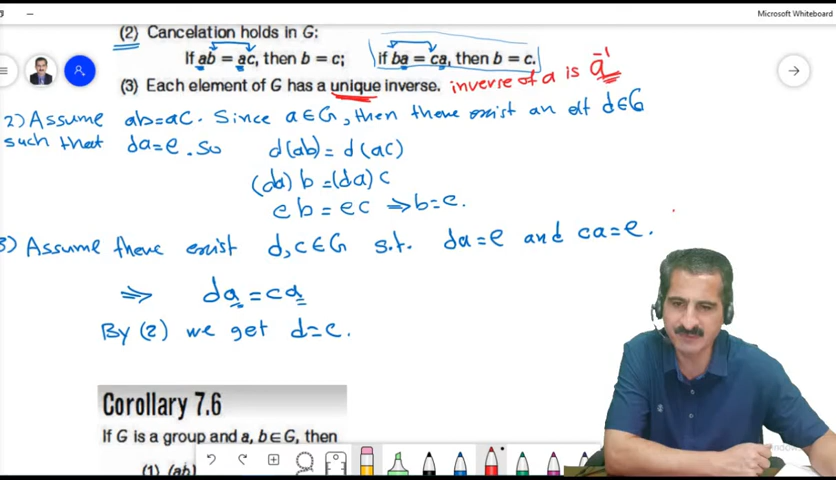 Microsoft Whiteboard
(2) Cancelation holds in G:
If ab = ac, then b = c; if ba = ca, then b = c.
(3) Each element of G has a unique inverse. inverse of a is a⁻¹
2) Assume ab=ac. Since a∈G, then there exist an elt d∈G
such that da=e. So d(ab)=d(ac)
(da)b=(da)c
eb=ec ⇒ b=c.
3) Assume there exist d,c∈G s.t. da=e and ca=e.
⇒ da=ca
By (2) we get d=c.
Corollary 7.6
If G is a group and a, b∈G, then
(1) (ab)